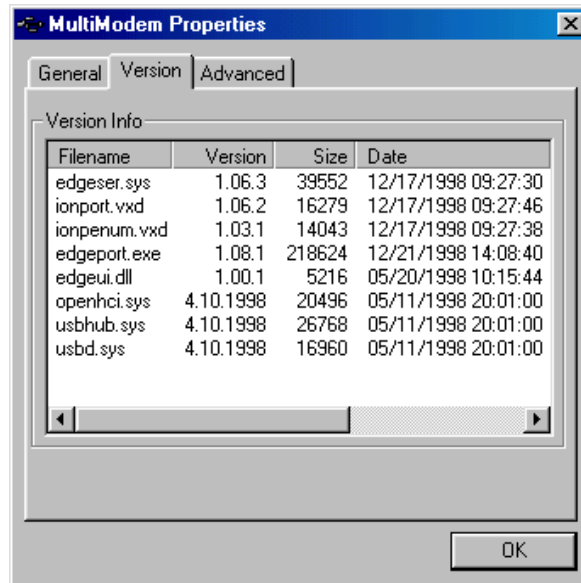 MultiModem Properties
General Version Advanced
Version Info
Filename Version Size Date
edgeser.sys 1.06.3 39552 12/17/1998 09:27:30
ionport.vxd 1.06.2 16279 12/17/1998 09:27:46
ionpenum.vxd 1.03.1 14043 12/17/1998 09:27:38
edgeport.exe 1.08.1 218624 12/21/1998 14:08:40
edgeui.dll 1.00.1 5216 05/20/1998 10:15:44
openhci.sys 4.10.1998 20496 05/11/1998 20:01:00
usbhub.sys 4.10.1998 26768 05/11/1998 20:01:00
usbd.sys 4.10.1998 16960 05/11/1998 20:01:00
OK